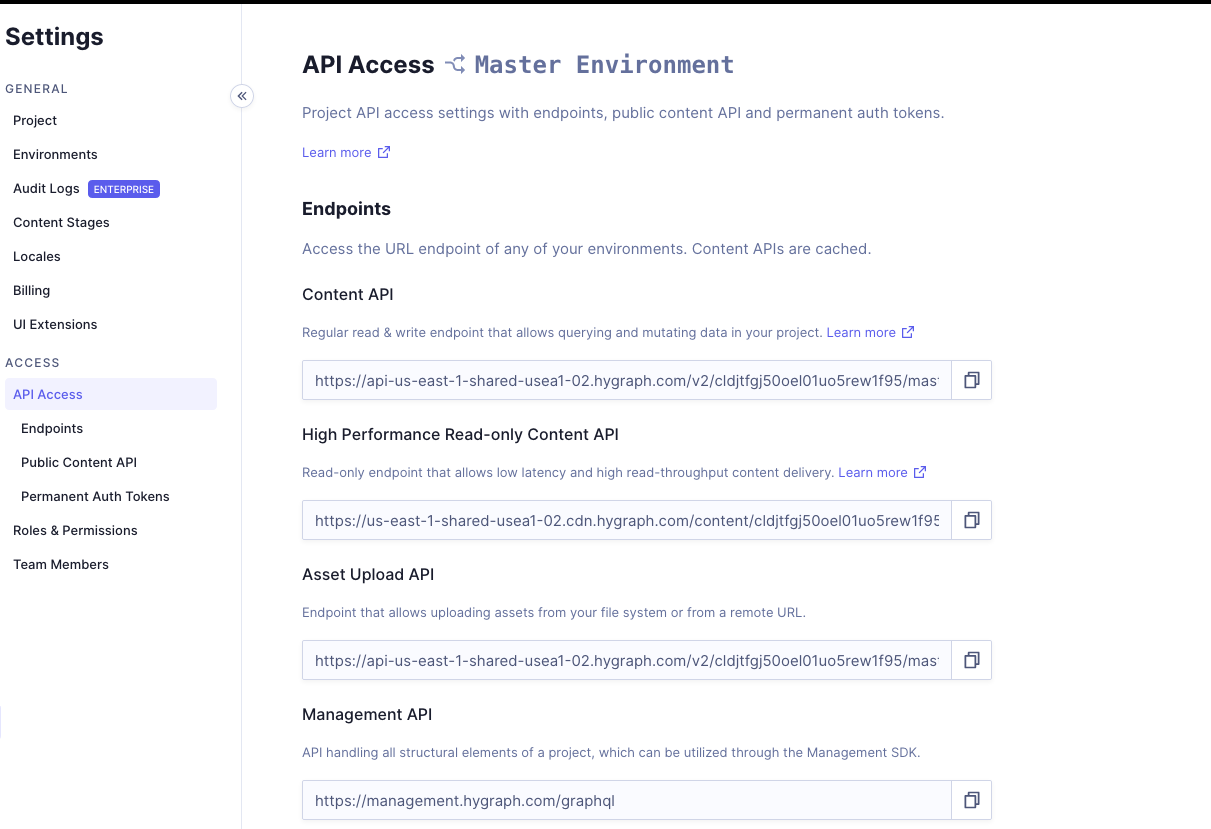 Settings
GENERAL
Project
Environments
Audit Logs ENTERPRISE
Content Stages
Locales
Billing
UI Extensions
ACCESS
API Access
Endpoints
Public Content API
Permanent Auth Tokens
Roles & Permissions
Team Members
API Access Master Environment
Project API access settings with endpoints, public content API and permanent auth tokens.
Learn more
Endpoints
Access the URL endpoint of any of your environments. Content APIs are cached.
Content API
Regular read & write endpoint that allows querying and mutating data in your project. Learn more
https://api-us-east-1-shared-usea1-02.hygraph.com/v2/cldjtfgj50oel01uo5rew1f95/mas
High Performance Read-only Content API
Read-only endpoint that allows low latency and high read-throughput content delivery. Learn more
https://us-east-1-shared-usea1-02.cdn.hygraph.com/content/cldjtfgj50oel01uo5rew1f95
Asset Upload API
Endpoint that allows uploading assets from your file system or from a remote URL.
https://api-us-east-1-shared-usea1-02.hygraph.com/v2/cldjtfgj50oel01uo5rew1f95/mas
Management API
API handling all structural elements of a project, which can be utilized through the Management SDK.
https://management.hygraph.com/graphql